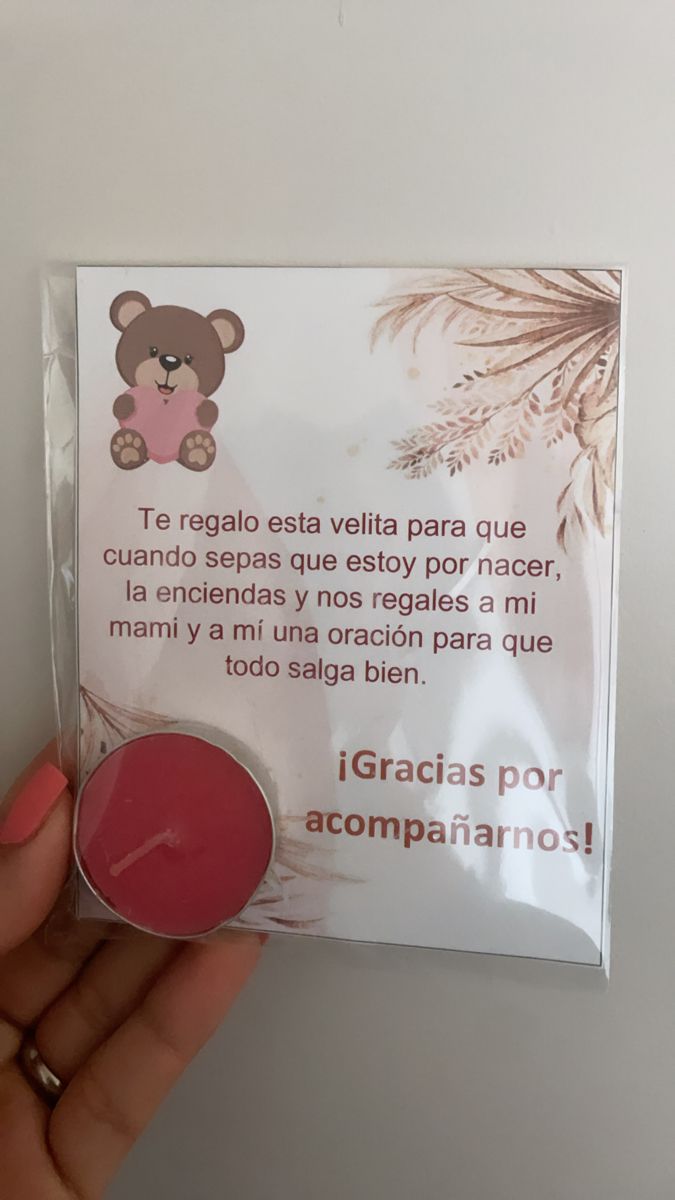 Te regalo esta velita para que
cuando sepas que estoy por nacer,
la enciendas y nos regales a mi
mami y a mí una oración para que
todo salga bien.
¡Gracias por
acompañarnos!